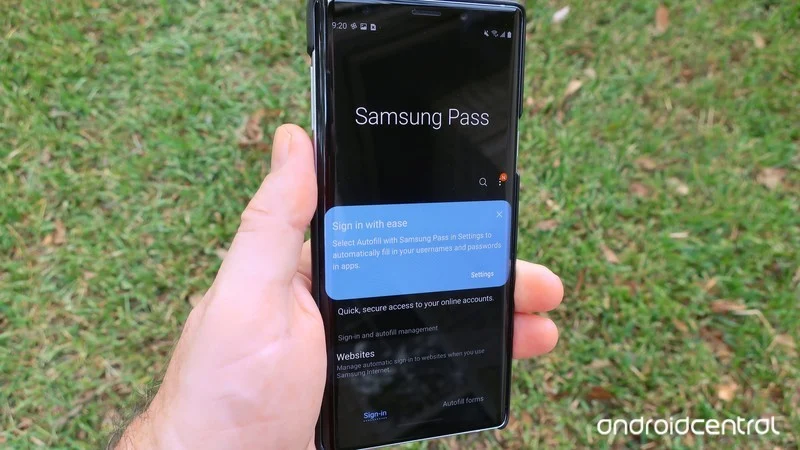 9:20
Samsung Pass
N
Sign in with ease
Select Autofill with Samsung Pass in Settings to
automatically fill in your usernames and passwords
in apps.
Settings
Quick, secure access to your online accounts.
Sign-in and autofill management
Websites
Manage automatic sign-in to websites when you use
Samsung Internet.
Sign-in
Autofill forms
androidcentral